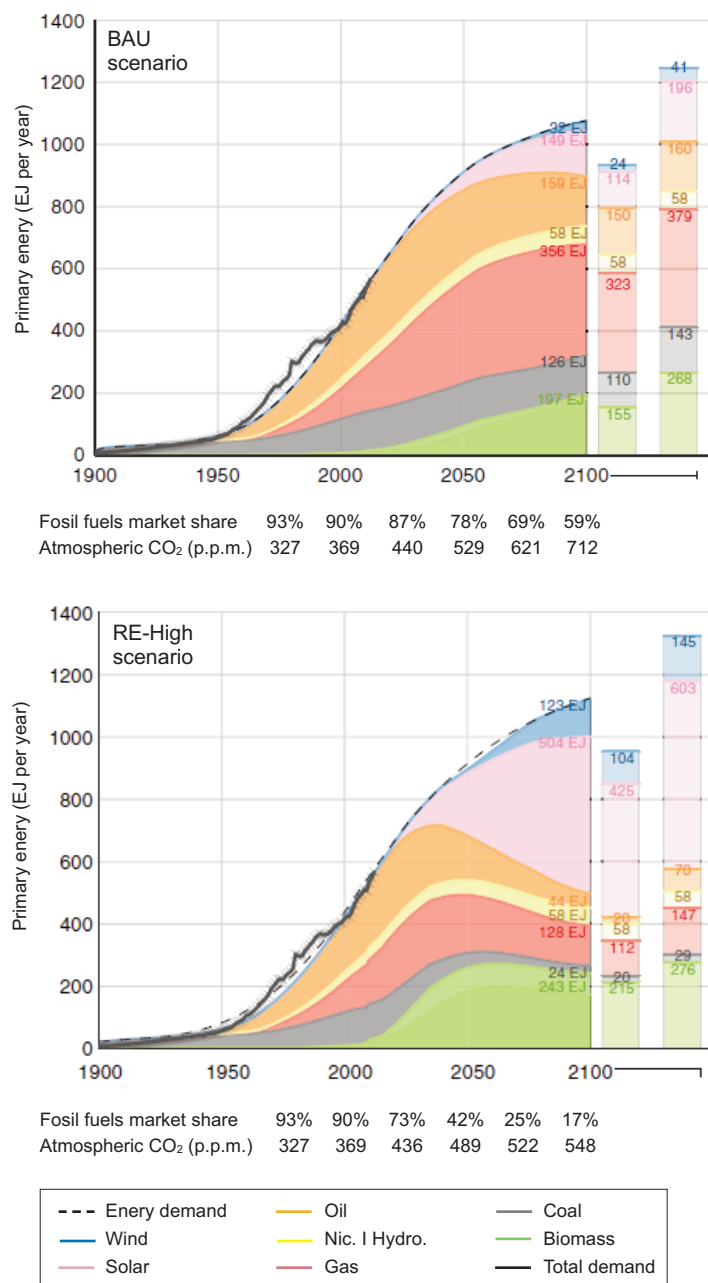 1400
BAU
scenario
1200
1000
800
600
400
200
0
Primary enery (EJ per year)
32 EJ
149 EJ
159 EJ
58 EJ
356 EJ
126 EJ
197 EJ
24
114
150
58
323
110
155
41
196
160
58
379
143
268
1900 1950 2000 2050 2100
Fosil fuels market share 93% 90% 87% 78% 69% 59%
Atmospheric CO₂ (p.p.m.) 327 369 440 529 621 712
1400
RE-High
scenario
1200
1000
800
600
400
200
0
Primary enery (EJ per year)
123 EJ
504 EJ
44 EJ
58 EJ
128 EJ
24 EJ
243 EJ
104
425
20
58
112
20
215
145
603
70
58
147
29
276
1900 1950 2000 2050 2100
Fosil fuels market share 93% 90% 73% 42% 25% 17%
Atmospheric CO₂ (p.p.m.) 327 369 436 489 522 548
Enery demand Oil Coal
Wind Nic. I Hydro. Biomass
Solar Gas Total demand